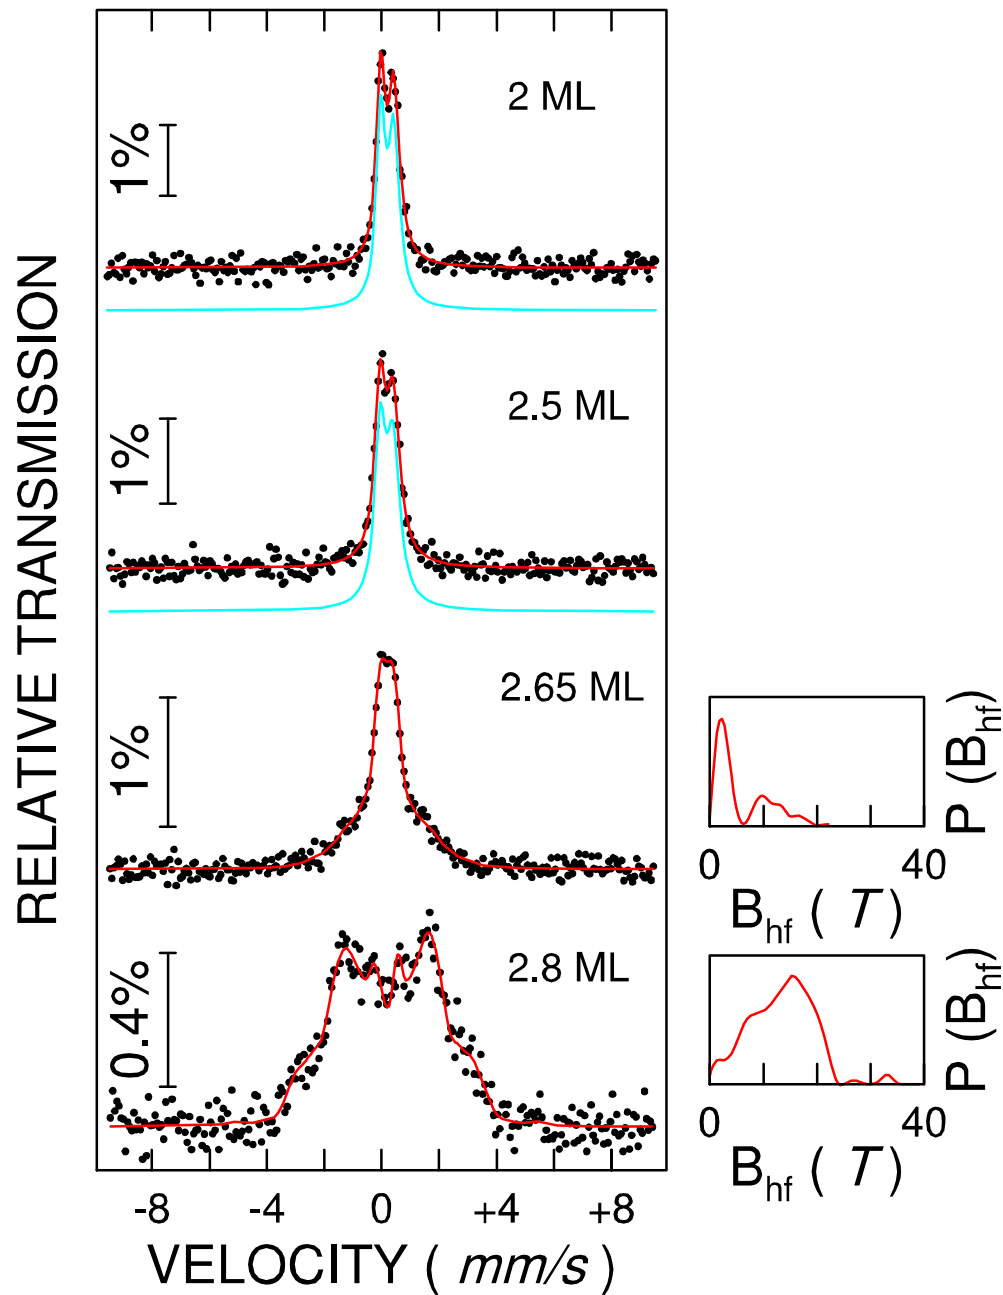 RELATIVE TRANSMISSION
1%
2 ML
1%
2.5 ML
1%
2.65 ML
0.4%
2.8 ML
-8 -4 0 +4 +8
VELOCITY ( mm/s )
P (Bhf)
0 40
Bhf ( T )
P (Bhf)
0 40
Bhf ( T )